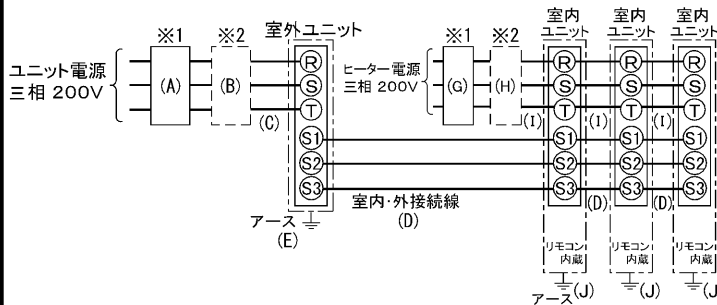 ※1
※2
室外ユニット
ユニット電源
三相 200V
(A)
(B)
(C)
R
S
T
S1
S2
S3
アース
(E)
室内・外接続線
(D)
※1
※2
ヒーター電源
三相 200V
(G)
(H)
(I)
(I)
(I)
室内
ユニット
R
S
T
S1
S2
S3
リモコン
内蔵
アース
(J)
室内
ユニット
R
S
T
S1
S2
S3
リモコン
内蔵
(J)
室内
ユニット
R
S
T
S1
S2
S3
リモコン
内蔵
(J)
(D)
(D)